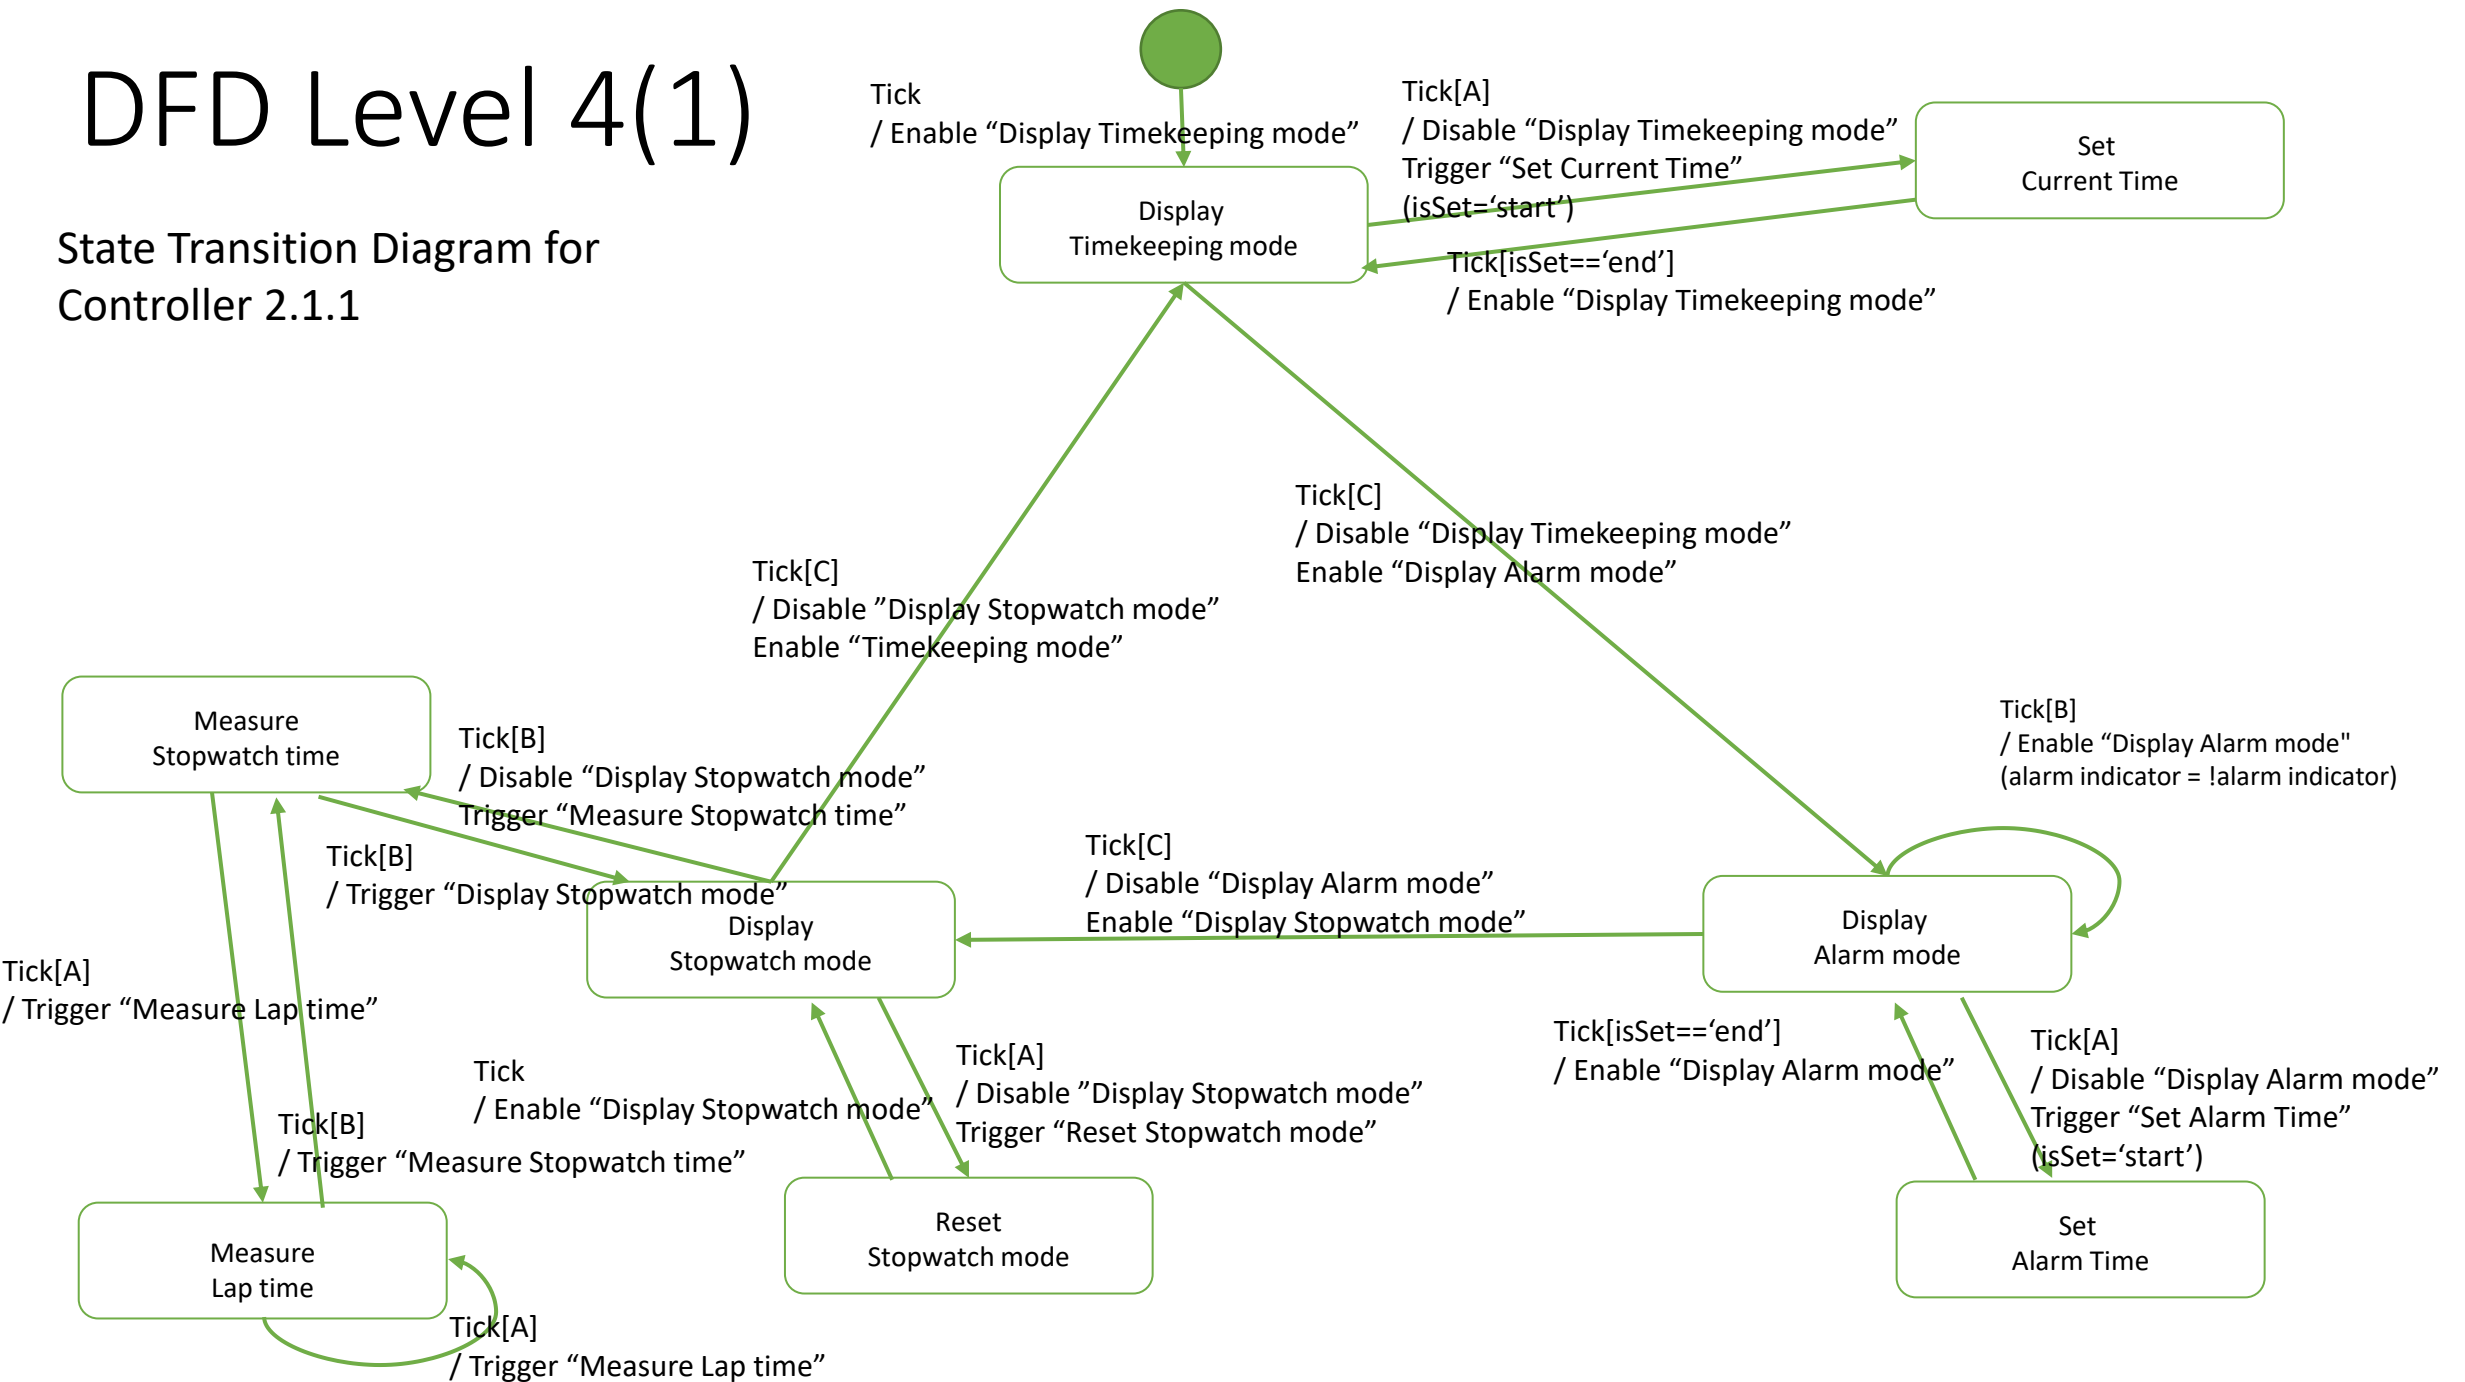 DFD Level 4(1)
State Transition Diagram for
Controller 2.1.1
Tick
/ Enable “Display Timekeeping mode”
Tick[A]
/ Disable “Display Timekeeping mode”
Trigger “Set Current Time”
(isSet=‘start’)
Set
Current Time
Display
Timekeeping mode
Tick[isSet==‘end’]
/ Enable “Display Timekeeping mode”
Tick[C]
/ Disable “Display Timekeeping mode”
Enable “Display Alarm mode”
Tick[C]
/ Disable ”Display Stopwatch mode”
Enable “Timekeeping mode”
Measure
Stopwatch time
Tick[B]
/ Disable “Display Stopwatch mode”
Trigger “Measure Stopwatch time”
Tick[B]
/ Enable “Display Alarm mode"
(alarm indicator = !alarm indicator)
Tick[B]
/ Trigger “Display Stopwatch mode”
Tick[C]
/ Disable “Display Alarm mode”
Enable “Display Stopwatch mode”
Display
Stopwatch mode
Display
Alarm mode
Tick[A]
/ Trigger “Measure Lap time”
Tick
/ Enable “Display Stopwatch mode”
Tick[A]
/ Disable ”Display Stopwatch mode”
Trigger “Reset Stopwatch mode”
Tick[isSet==‘end’]
/ Enable “Display Alarm mode”
Tick[A]
/ Disable “Display Alarm mode”
Trigger “Set Alarm Time”
(isSet=‘start’)
Tick[B]
/ Trigger “Measure Stopwatch time”
Measure
Lap time
Reset
Stopwatch mode
Set
Alarm Time
Tick[A]
/ Trigger “Measure Lap time”